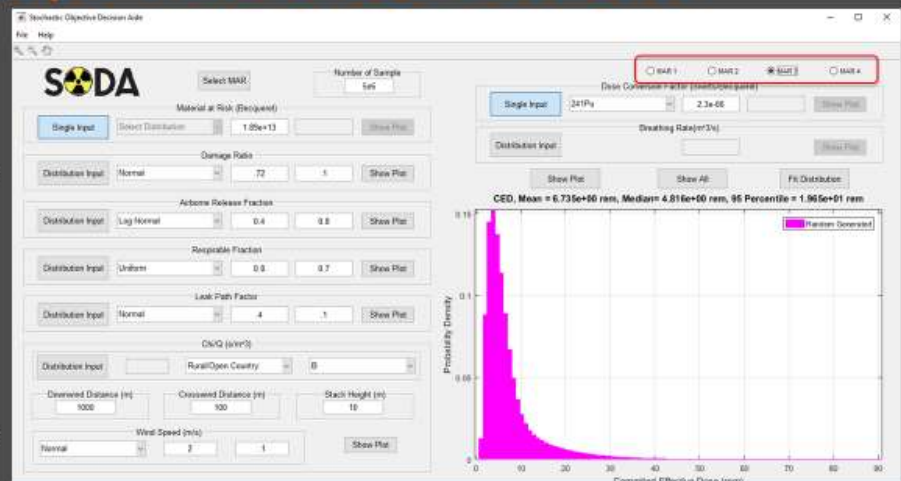 Stochastic Objective Decision Aide
File Help
SODA
Select MAR
Number of Sample
5e6
MAR 1
MAR 2
MAR 3
MAR 4
Material at Risk (Becquerel)
Single Input
Select Distribution
1.89e+13
Show Plot
Damage Ratio
Distribution Input
Normal
.72
.1
Show Plot
Airborne Release Fraction
Distribution Input
Log Normal
0.4
0.8
Show Plot
Respirable Fraction
Distribution Input
Uniform
0.7
Show Plot
Leak Path Factor
Distribution Input
Normal
.4
.1
Show Plot
Chi/Q (s/m^3)
Distribution Input
Rural/Open Country
B
Downwind Distance (m)
1000
Crosswind Distance (m)
100
Stack Height (m)
10
Wind Speed (m/s)
Normal
2
Show Plot
Dose Conversion Factor (sieverts/becquerel)
Single Input
241Pu
2.3e-06
Show Plot
Breathing Rate(m^3/s)
Distribution Input
Show Plot
Show Plot
Show All
Fit Distribution
CED, Mean = 6.735e+00 rem, Median= 4.816e+00 rem, 95 Percentile = 1.965e+01 rem
Random Generated
Probability Density
0.15
0.1
0.05
0
0 10 20 30 40 50 60 70 80 90
Committed Effective Dose (rem)